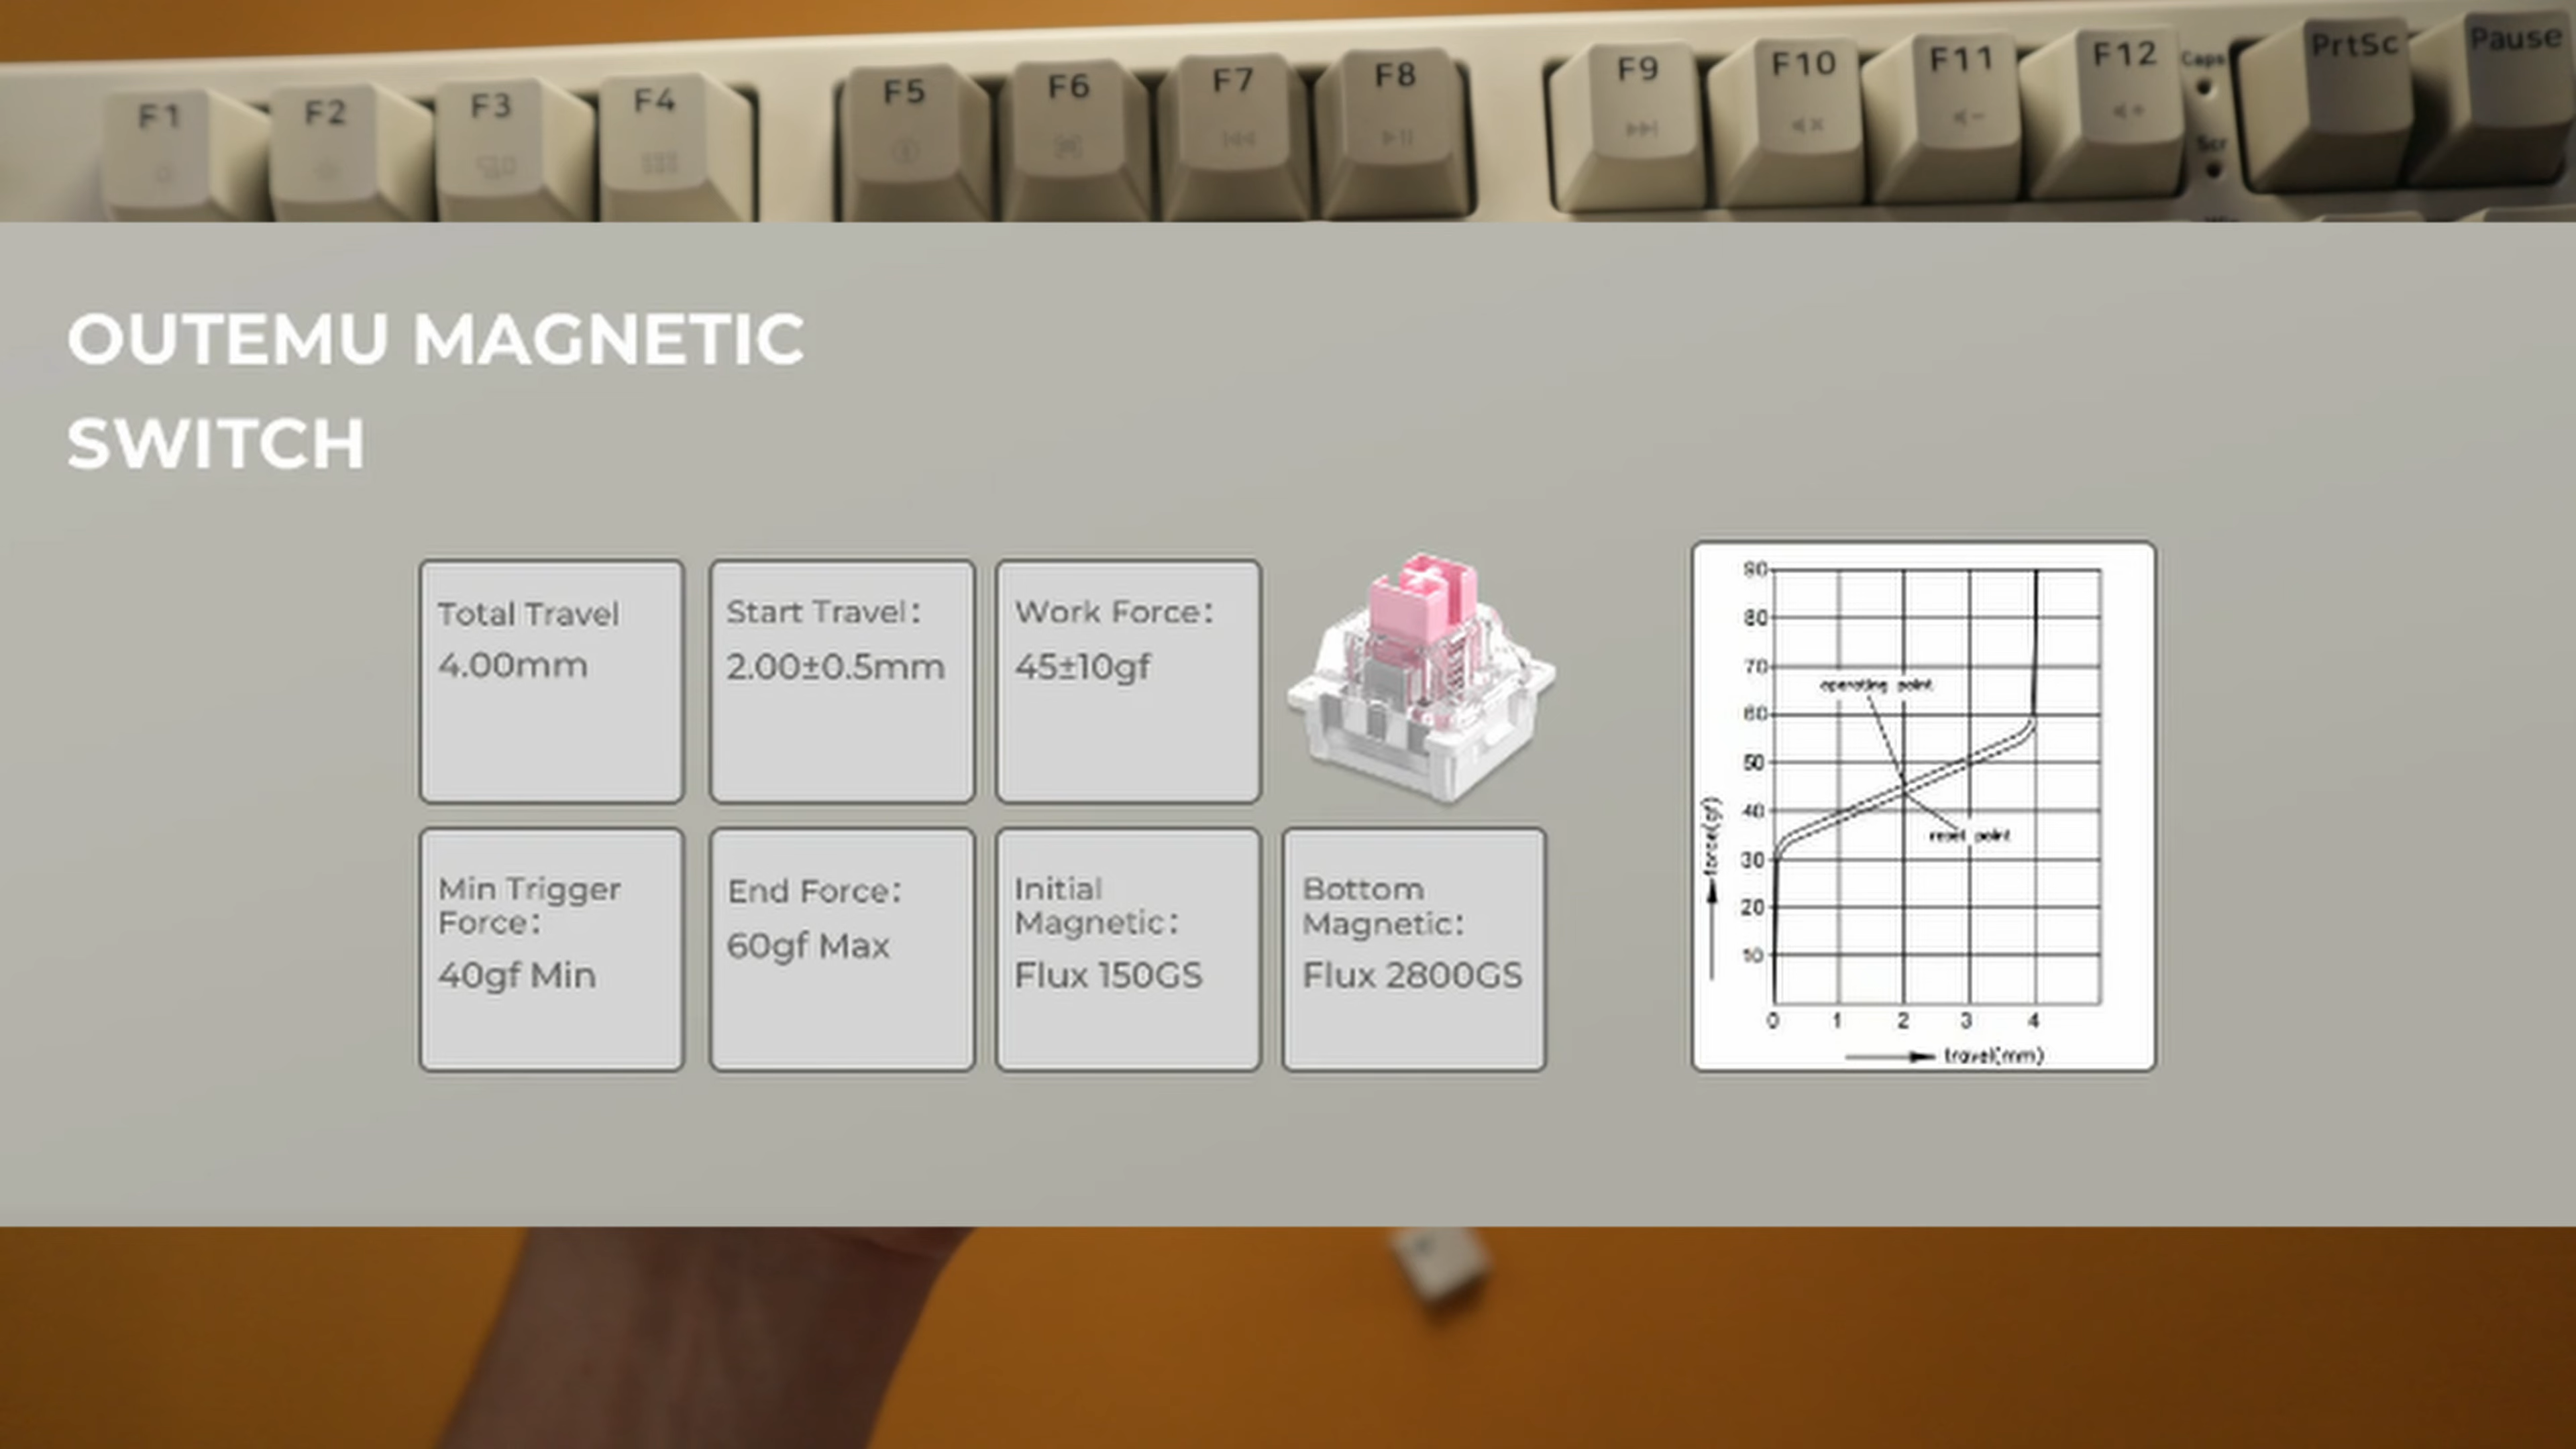 F1 F2 F3 F4 F5 F6 F7 F8 F9 F10 F11 F12 PrtSc Pause
Caps
Scr
OUTEMU MAGNETIC
SWITCH
Total Travel
4.00mm
Start Travel:
2.00±0.5mm
Work Force:
45±10gf
Min Trigger
Force:
40gf Min
End Force:
60gf Max
Initial
Magnetic:
Flux 150GS
Bottom
Magnetic:
Flux 2800GS
90
80
70
operating point
60
50
40
reset point
30
20
10
force(gf)
0 1 2 3 4
travel(mm)